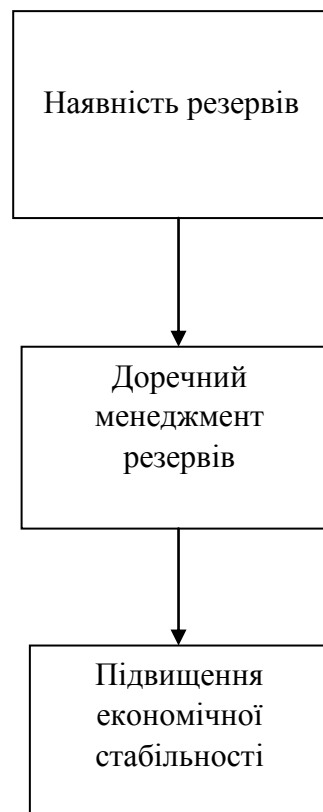 Наявність резервів
Доречний
менеджмент
резервів
Підвищення
економічної
стабільності